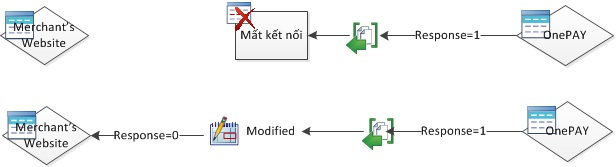 Merchant's
Website
Mất kết nối
Response=1
OnePAY
Merchant's
Website
Response=0
Modified
Response=1
OnePAY